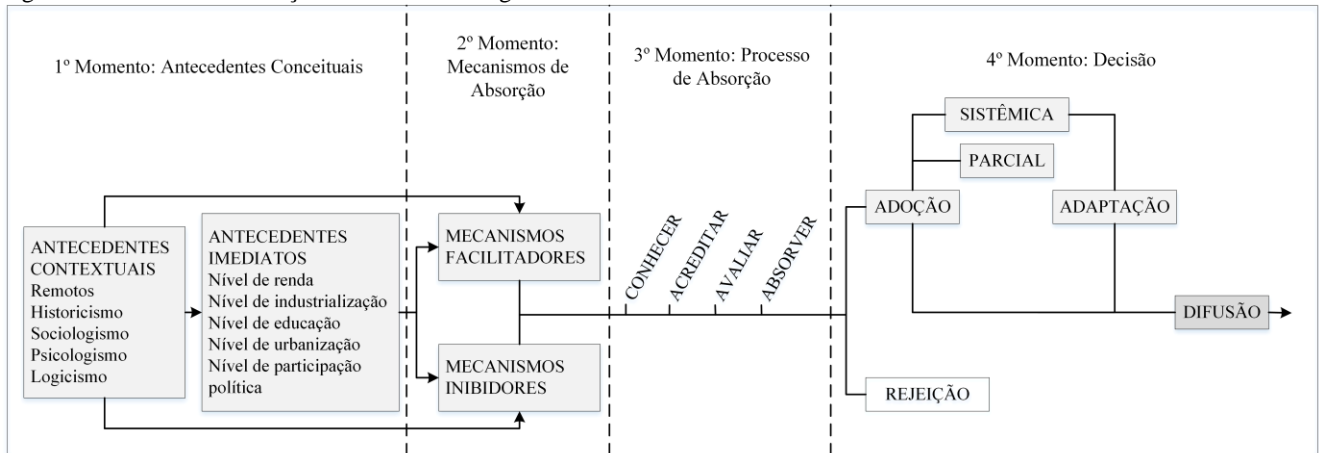 1º Momento: Antecedentes Conceituais
2º Momento:
Mecanismos de
Absorção
3º Momento: Processo
de Absorção
4º Momento: Decisão
ANTECEDENTES
CONTEXTUAIS
Remotos
Historicismo
Sociologismo
Psicologismo
Logicismo
ANTECEDENTES
IMEDIATOS
Nível de renda
Nível de industrialização
Nível de educação
Nível de urbanização
Nível de participação
política
MECANISMOS
FACILITADORES
MECANISMOS
INIBIDORES
CONHECER
ACREDITAR
AVALIAR
ABSORVER
SISTÊMICA
PARCIAL
ADOÇÃO
ADAPTAÇÃO
DIFUSÃO
REJEIÇÃO